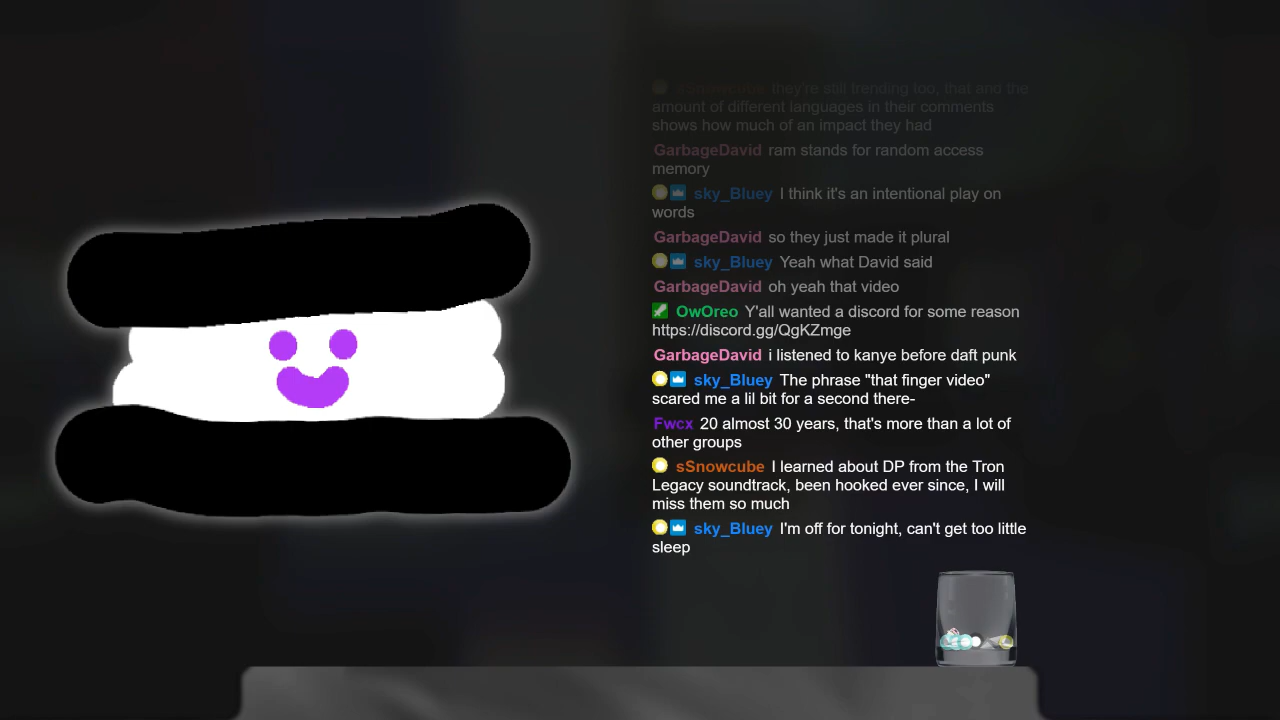 they're still trending too, that and the
amount of different languages in their comments
shows how much of an impact they had
GarbageDavid ram stands for random access
memory
sky_Bluey I think it's an intentional play on
words
GarbageDavid so they just made it plural
sky_Bluey Yeah what David said
GarbageDavid oh yeah that video
OwOreo Y'all wanted a discord for some reason
https://discord.gg/QgKZmge
GarbageDavid i listened to kanye before daft punk
sky_Bluey The phrase "that finger video"
scared me a lil bit for a second there-
Fwcx 20 almost 30 years, that's more than a lot of
other groups
sSnowcube I learned about DP from the Tron
Legacy soundtrack, been hooked ever since, I will
miss them so much
sky_Bluey I'm off for tonight, can't get too little
sleep